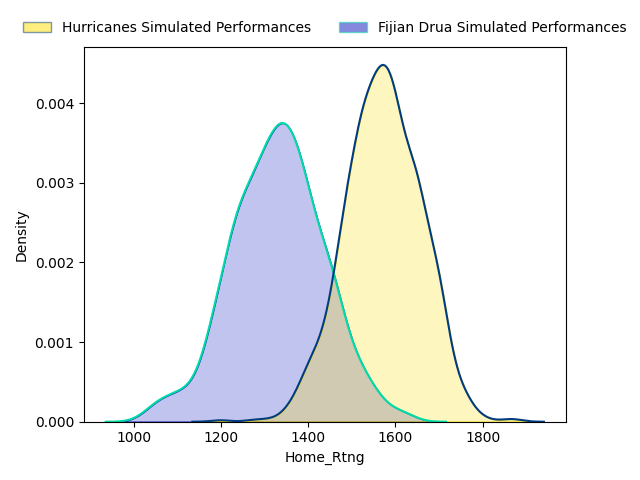 Hurricanes Simulated Performances Fijian Drua Simulated Performances
0.004
0.003
0.002
0.001
0.000
Density
1000 1200 1400 1600 1800
Home_Rtng